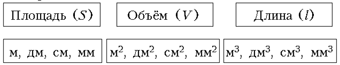 Площадь (S) Объём (V) Длина (l)
м, дм, см, мм м², дм², см², мм² м³, дм³, см³, мм³